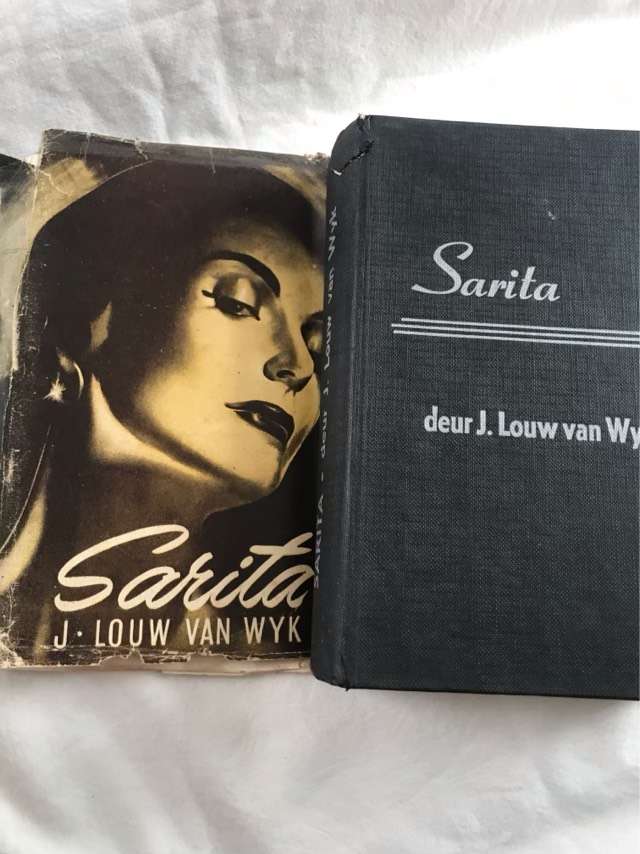 Sarita
J. LOUW VAN WYK
SARITA - deur J. Louw van Wyk
Sarita
deur J. Louw van Wy